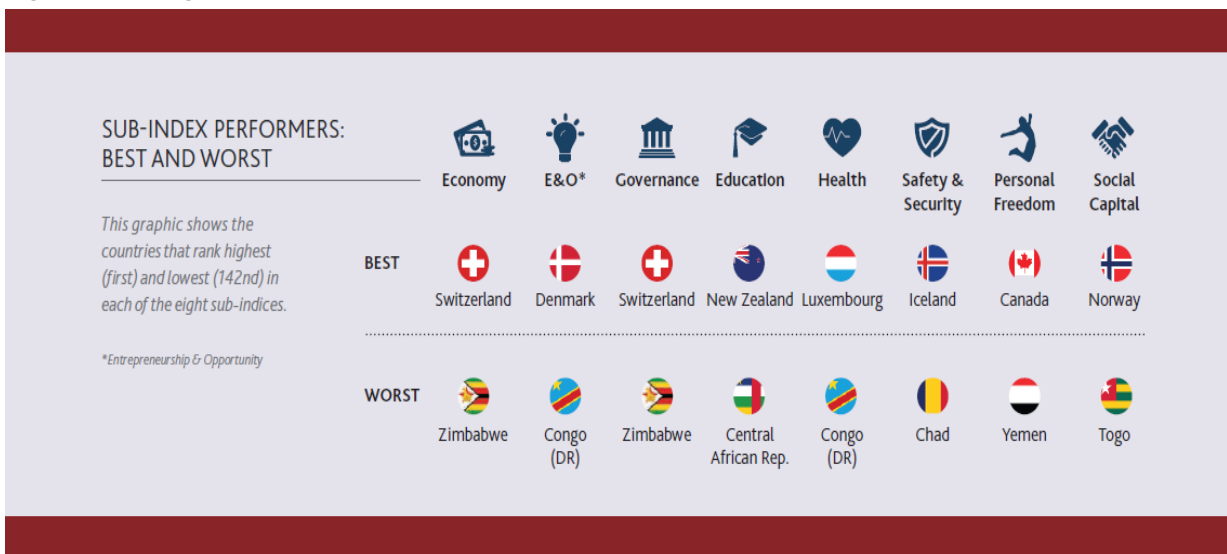 SUB-INDEX PERFORMERS:
BEST AND WORST
This graphic shows the
countries that rank highest
(first) and lowest (142nd) in
each of the eight sub-indices.
*Entrepreneurship & Opportunity
Economy
E&O*
Governance
Education
Health
Safety &
Security
Personal
Freedom
Social
Capital
BEST
Switzerland
Denmark
Switzerland
New Zealand
Luxembourg
Iceland
Canada
Norway
WORST
Zimbabwe
Congo
(DR)
Zimbabwe
Central
African Rep.
Congo
(DR)
Chad
Yemen
Togo